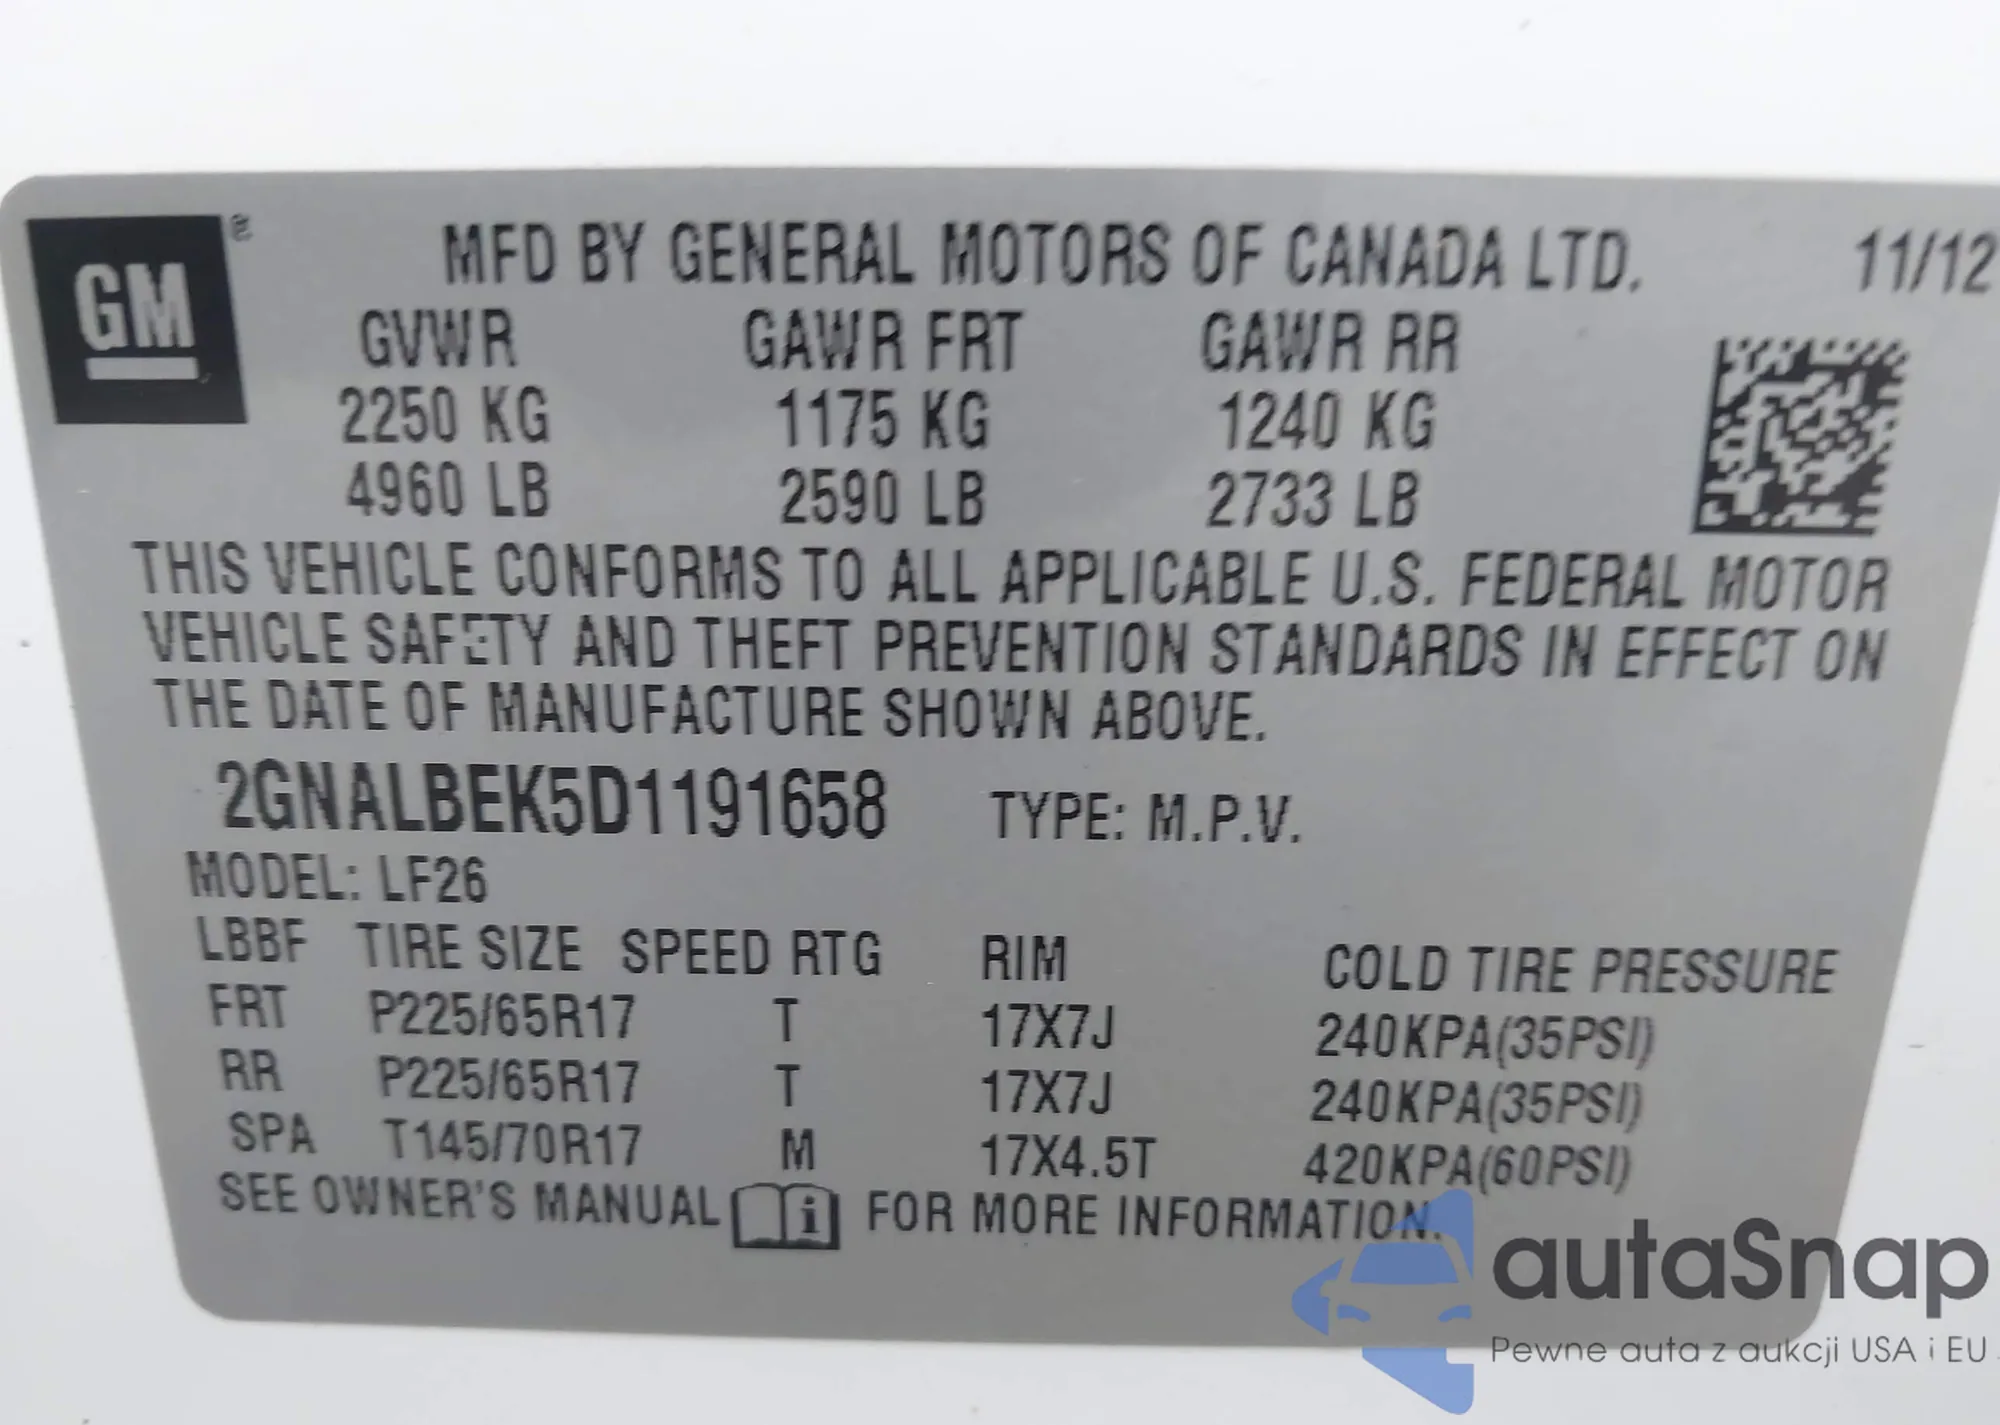 GM
MFD BY GENERAL MOTORS OF CANADA LTD. 11/12
GVWR GAWR FRT GAWR RR
2250 KG 1175 KG 1240 KG
4960 LB 2590 LB 2733 LB
THIS VEHICLE CONFORMS TO ALL APPLICABLE U.S. FEDERAL MOTOR
VEHICLE SAFETY AND THEFT PREVENTION STANDARDS IN EFFECT ON
THE DATE OF MANUFACTURE SHOWN ABOVE.
2GNALBEK5D1191658 TYPE: M.P.V.
MODEL: LF26
LBBF TIRE SIZE SPEED RTG RIM COLD TIRE PRESSURE
FRT P225/65R17 T 17X7J 240KPA(35PSI)
RR P225/65R17 T 17X7J 240KPA(35PSI)
SPA T145/70R17 M 17X4.5T 420KPA(60PSI)
SEE OWNER'S MANUAL i FOR MORE INFORMATION.
autaSnap
Pewne auta z aukcji USA i EU